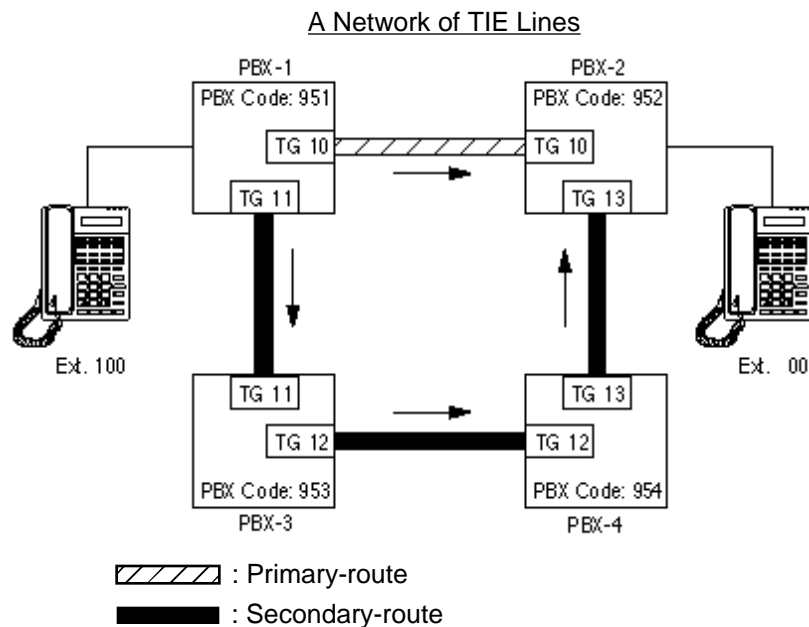 A Network of TIE Lines
PBX-1
PBX-2
PBX Code: 951
PBX Code: 952
TG 10
TG 10
TG 11
TG 13
Ext. 100
Ext. 00
TG 11
TG 13
TG 12
TG 12
PBX Code: 953
PBX Code: 954
PBX-3
PBX-4
: Primary-route
: Secondary-route